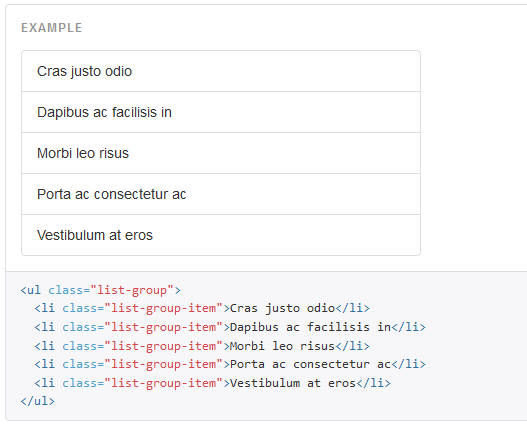 EXAMPLE
Cras justo odio
Dapibus ac facilisis in
Morbi leo risus
Porta ac consectetur ac
Vestibulum at eros
<ul class="list-group">
  <li class="list-group-item">Cras justo odio</li>
  <li class="list-group-item">Dapibus ac facilisis in</li>
  <li class="list-group-item">Morbi leo risus</li>
  <li class="list-group-item">Porta ac consectetur ac</li>
  <li class="list-group-item">Vestibulum at eros</li>
</ul>